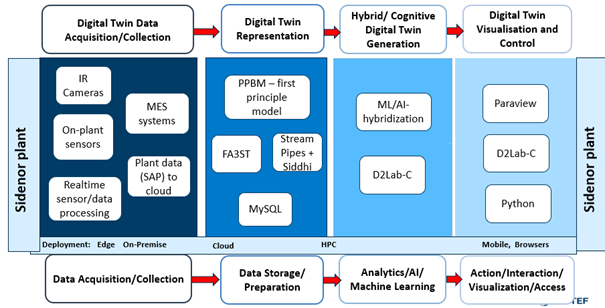 Digital Twin Data
Acquisition/Collection
Digital Twin
Representation
Hybrid/ Cognitive
Digital Twin
Generation
Digital Twin
Visualisation and
Control
Sidenor plant
IR
Cameras
MES
systems
On-plant
sensors
Plant data
(SAP) to
cloud
Realtime
sensor/data
processing
PPBM – first
principle
model
FA3ST
Stream
Pipes +
Siddhi
MySQL
ML/AI-
hybridization
D2Lab-C
Paraview
D2Lab-C
Python
Sidenor plant
Deployment: Edge On-Premise
Cloud
HPC
Mobile, Browsers
Data Acquisition/Collection
Data Storage/
Preparation
Analytics/AI/
Machine Learning
Action/Interaction/
Visualization/Access